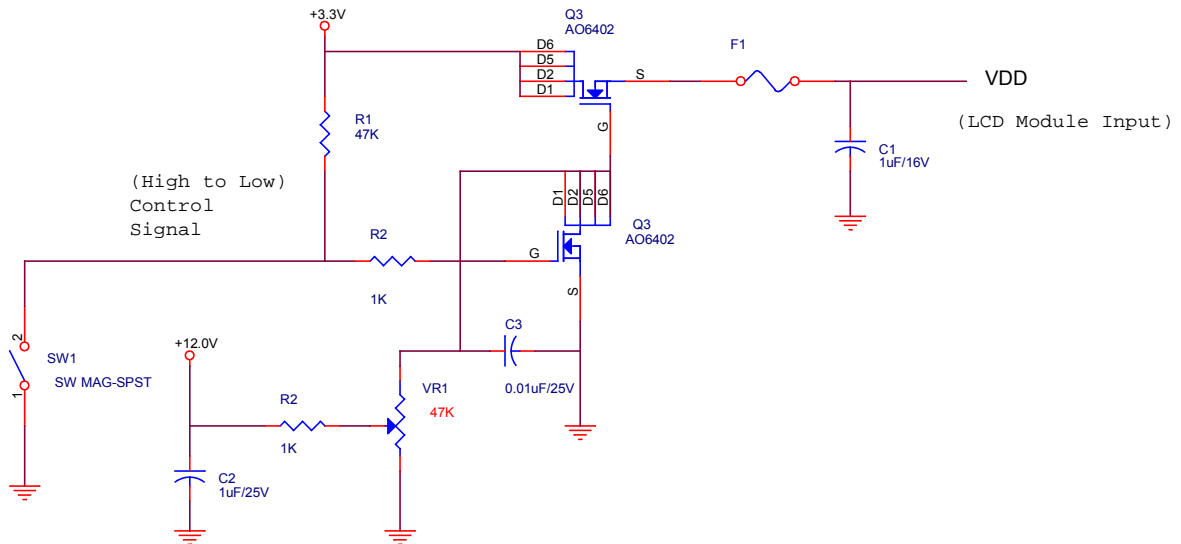 +3.3V
Q3
AO6402
D6
D5
D2
D1
S
G
F1
VDD
(LCD Module Input)
R1
47K
C1
1uF/16V
(High to Low)
Control
Signal
D1
D2
D5
D6
Q3
AO6402
R2
1K
G
S
2
SW1
SW MAG-SPST
1
+12.0V
C3
0.01uF/25V
R2
1K
VR1
47K
C2
1uF/25V